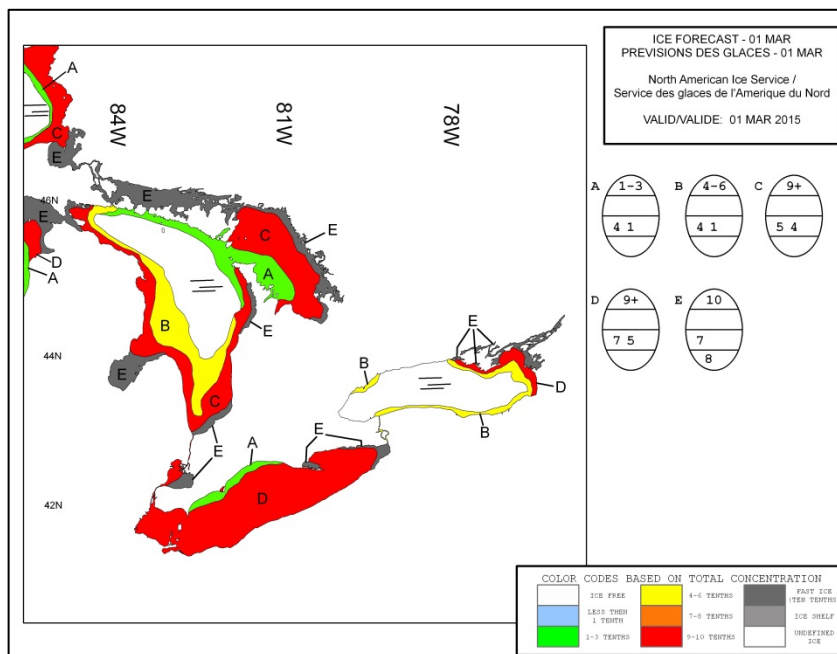 ICE FORECAST - 01 MAR
PREVISIONS DES GLACES - 01 MAR
North American Ice Service /
Service des glaces de l'Amerique du Nord
VALID/VALIDE: 01 MAR 2015
84W
81W
78W
46N
44N
42N
A
C
E
E
E
D
A
E
C
E
A
B
E
E
C
E
A
E
D
B
E
D
B
A
1-3
4 1
B
4-6
4 1
C
9+
5 4
D
9+
7 5
E
10
7
8
COLOR CODES BASED ON TOTAL CONCENTRATION
ICE FREE
LESS THEN
1 TENTH
1-3 TENTHS
4-6 TENTHS
7-8 TENTHS
9-10 TENTHS
FAST ICE
(TEN TENTHS)
ICE SHELF
UNDEFINED
ICE